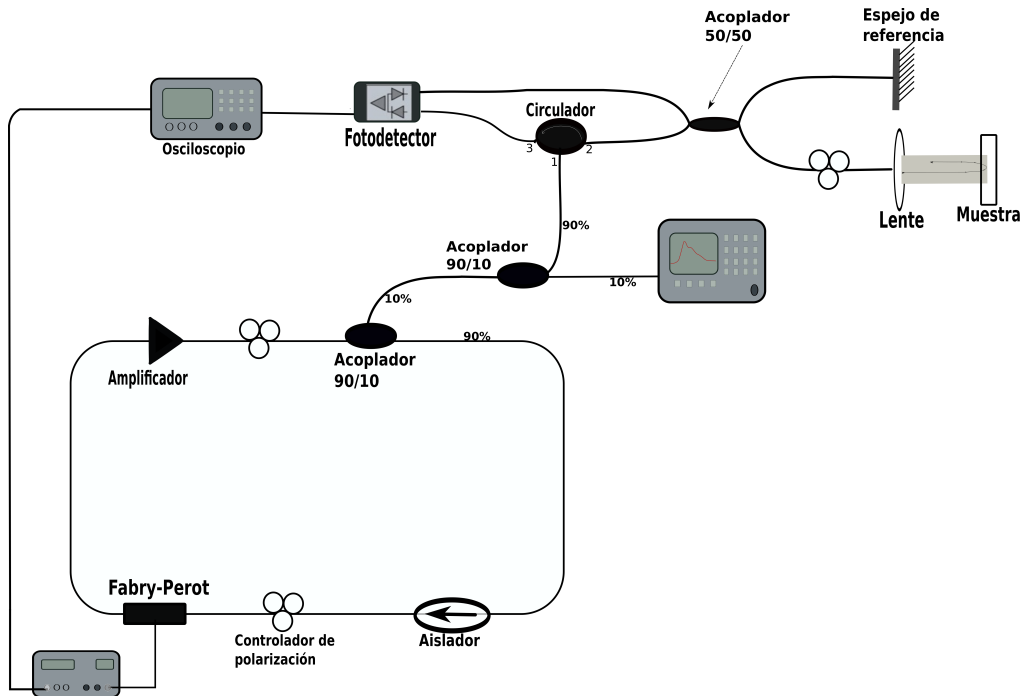 Acoplador
50/50
Espejo de
referencia
Osciloscopio
Fotodetector
Circulador
3
2
1
Lente
Muestra
90%
Acoplador
90/10
10%
10%
90%
Amplificador
Acoplador
90/10
Fabry-Perot
Controlador de
polarización
Aislador